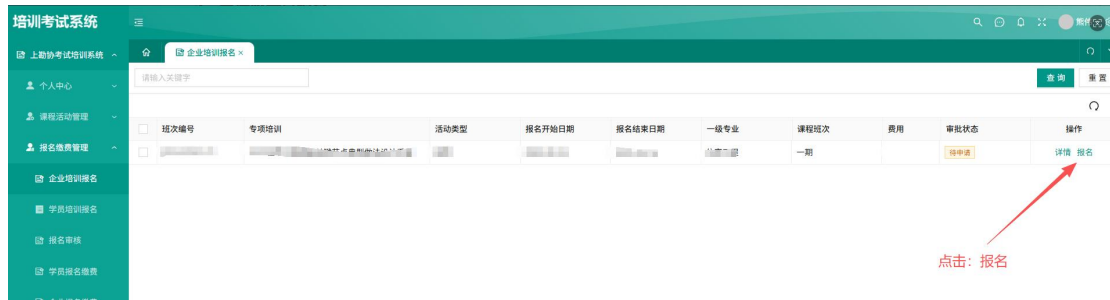 培训考试系统
上勘协考试培训系统
企业培训报名 ×
个人中心
请输入关键字
查询 重置
课程活动管理
班次编号 专项培训 活动类型 报名开始日期 报名结束日期 一级专业 课程班次 费用 审批状态 操作
报名缴费管理
一期 待申请 详情 报名
企业培训报名
学员培训报名
报名审核
点击：报名
学员报名缴费